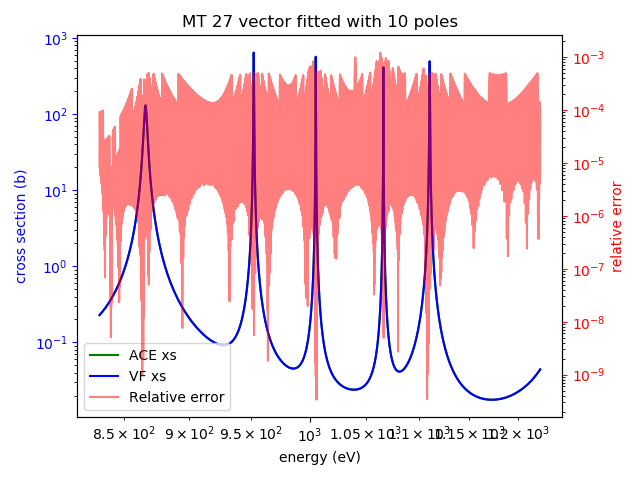 MT 27 vector fitted with 10 poles
10³
10²
10¹
10⁰
10⁻¹
cross section (b)
10⁻³
10⁻⁴
10⁻⁵
10⁻⁶
10⁻⁷
10⁻⁸
10⁻⁹
relative error
ACE xs
VF xs
Relative error
8.5 × 10² 9 × 10² 9.5 × 10² 10³ 1.05 × 10³ 1.1 × 10³ 1.15 × 10³ 1.2 × 10³
energy (eV)